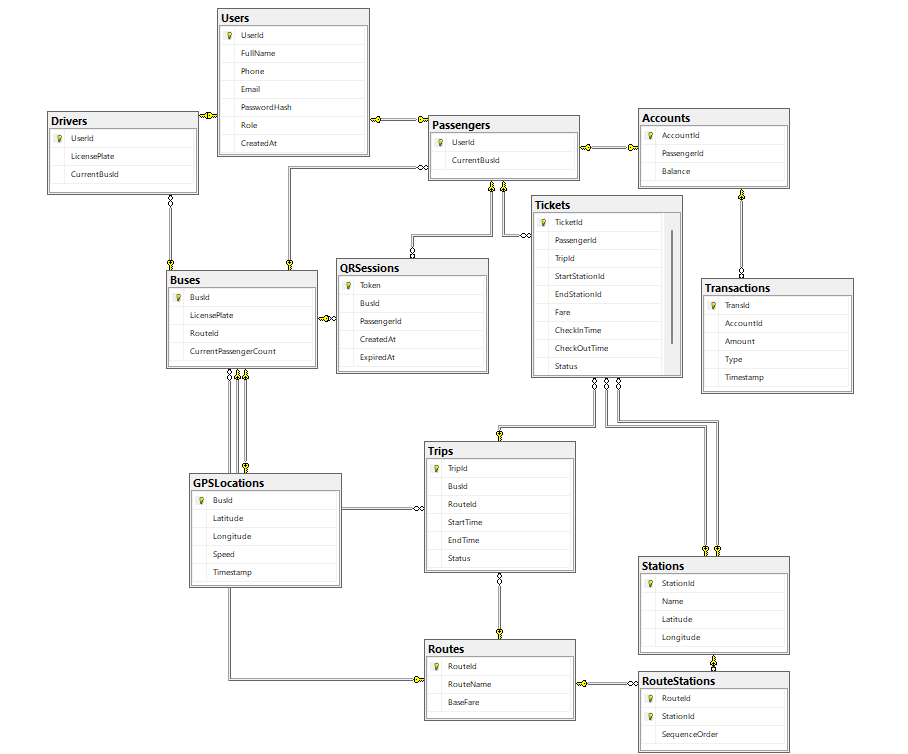 Users
UserId
FullName
Phone
Email
PasswordHash
Role
CreatedAt
Drivers
UserId
LicensePlate
CurrentBusId
Passengers
UserId
CurrentBusId
Accounts
AccountId
PassengerId
Balance
Tickets
TicketId
PassengerId
TripId
StartStationId
EndStationId
Fare
CheckInTime
CheckOutTime
Status
QRSessions
Token
BusId
PassengerId
CreatedAt
ExpiredAt
Buses
BusId
LicensePlate
RouteId
CurrentPassengerCount
Transactions
TransId
AccountId
Amount
Type
Timestamp
GPSLocations
BusId
Latitude
Longitude
Speed
Timestamp
Trips
TripId
BusId
RouteId
StartTime
EndTime
Status
Stations
StationId
Name
Latitude
Longitude
Routes
RouteId
RouteName
BaseFare
RouteStations
RouteId
StationId
SequenceOrder